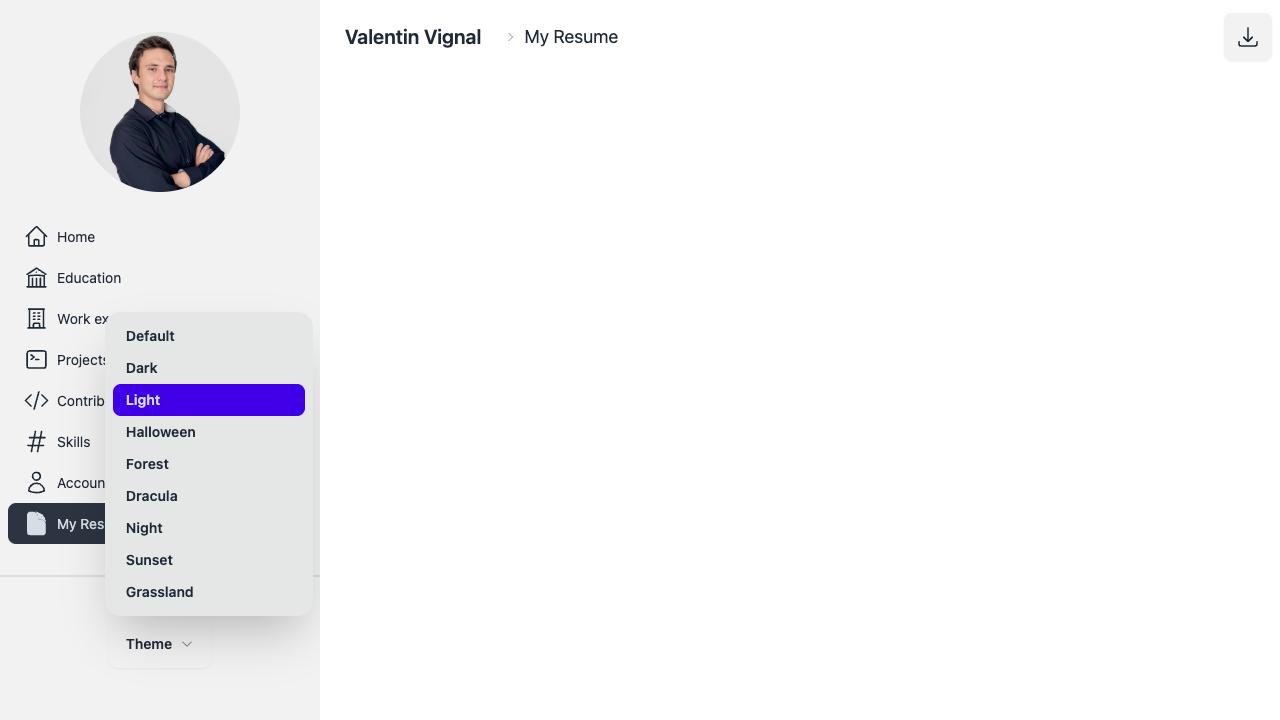 Valentin Vignal
My Resume
Home
Education
Work ex
Projects
Contrib
Skills
Accoun
My Res
Default
Dark
Light
Halloween
Forest
Dracula
Night
Sunset
Grassland
Theme